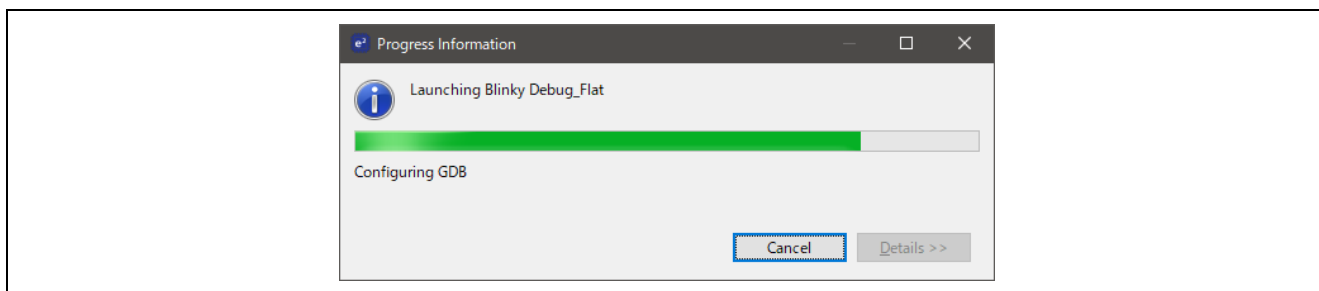 e² Progress Information
Launching Blinky Debug_Flat
Configuring GDB
Cancel
Details >>